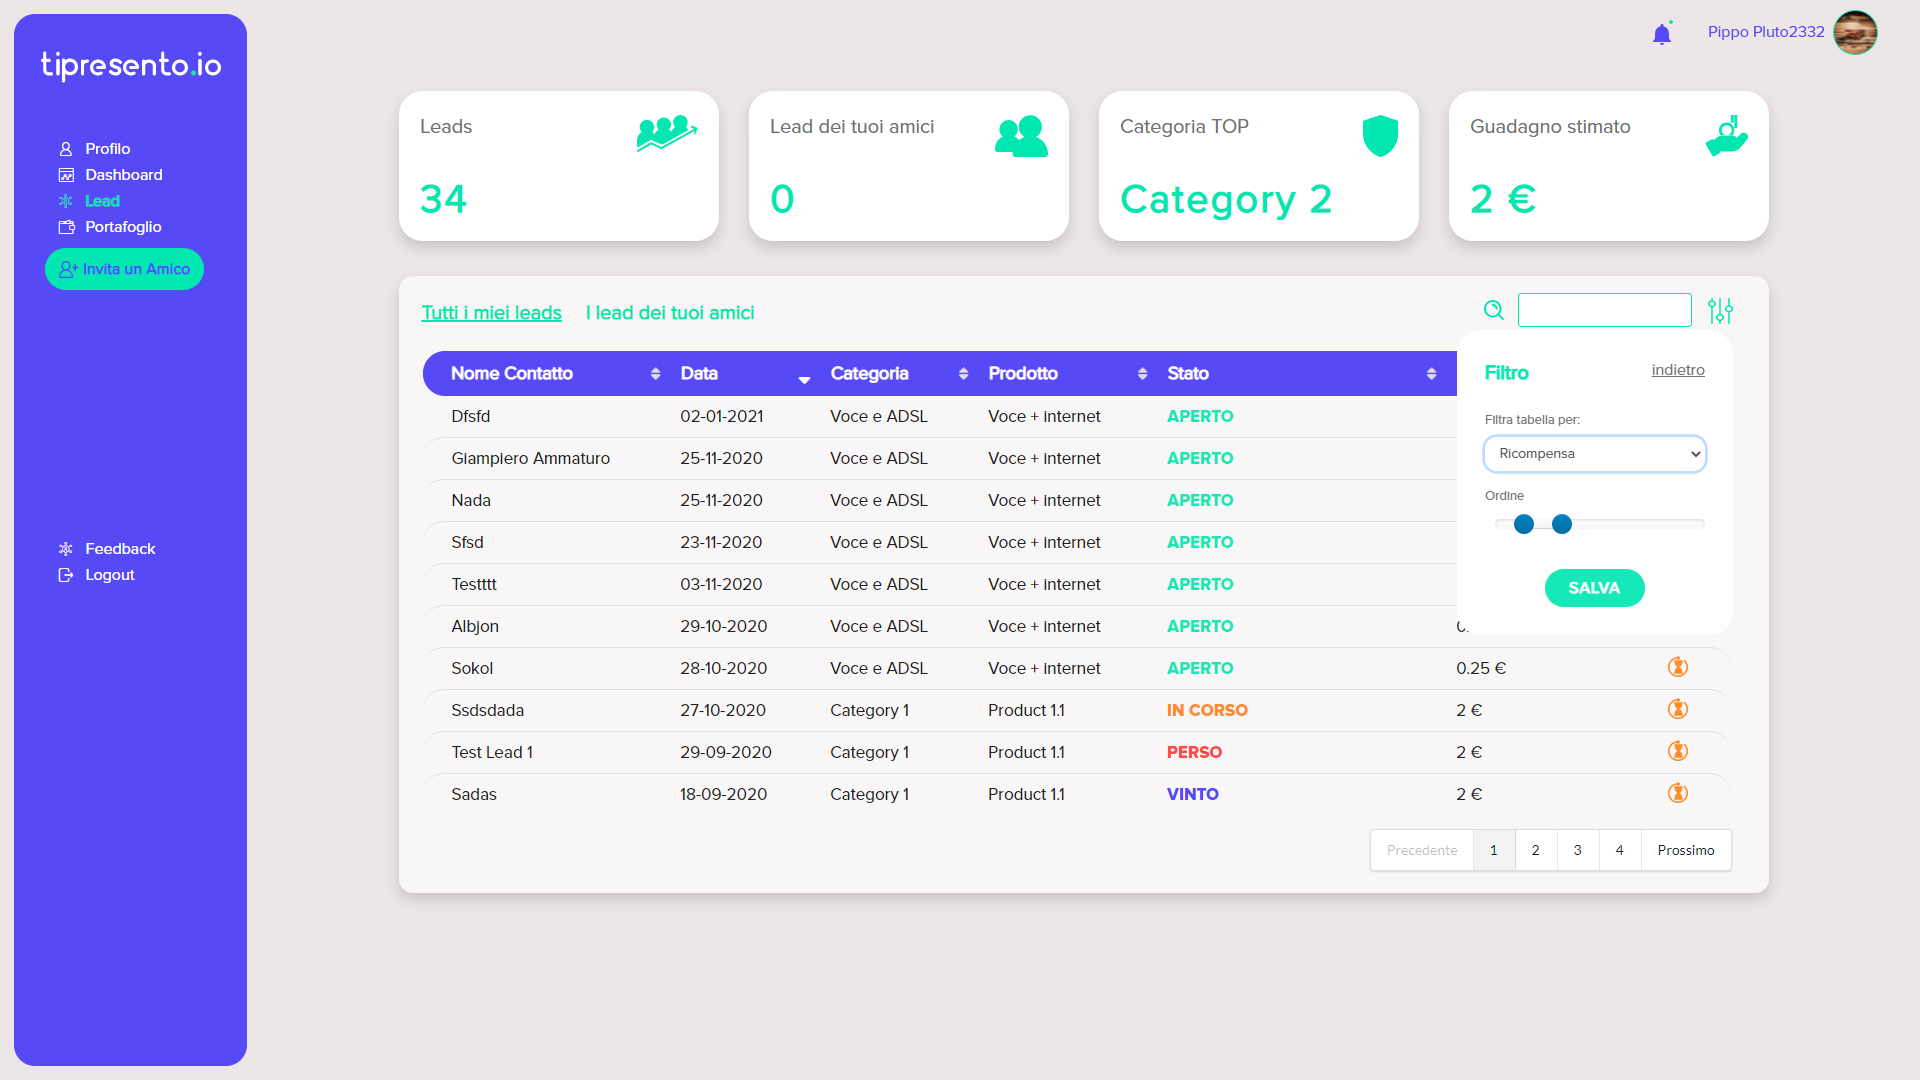 tipresento.io
Profilo
Dashboard
Lead
Portafoglio
Invita un Amico
Feedback
Logout
Pippo Pluto2332
Leads
34
Lead dei tuoi amici
0
Categoria TOP
Category 2
Guadagno stimato
2 €
Tutti i miei leads I lead dei tuoi amici
Nome Contatto Data Categoria Prodotto Stato
Dfsfd 02-01-2021 Voce e ADSL Voce + internet APERTO
Giampiero Ammaturo 25-11-2020 Voce e ADSL Voce + internet APERTO
Nada 25-11-2020 Voce e ADSL Voce + internet APERTO
Sfsd 23-11-2020 Voce e ADSL Voce + internet APERTO
Testttt 03-11-2020 Voce e ADSL Voce + internet APERTO
Albjon 29-10-2020 Voce e ADSL Voce + internet APERTO
Sokol 28-10-2020 Voce e ADSL Voce + internet APERTO 0.25 €
Ssdsdada 27-10-2020 Category 1 Product 1.1 IN CORSO 2 €
Test Lead 1 29-09-2020 Category 1 Product 1.1 PERSO 2 €
Sadas 18-09-2020 Category 1 Product 1.1 VINTO 2 €
Filtro indietro
Filtra tabella per:
Ricompensa
Ordine
SALVA
Precedente 1 2 3 4 Prossimo